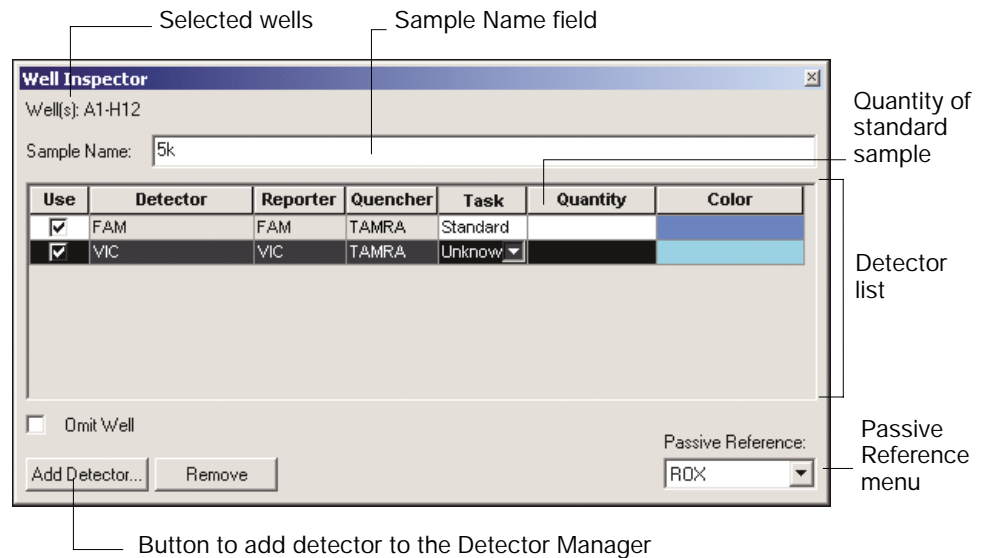 Selected wells
Sample Name field
Well Inspector
Well(s): A1-H12
Sample Name: 5k
Quantity of
standard
sample
Use Detector Reporter Quencher Task Quantity Color
FAM FAM TAMRA Standard
VIC VIC TAMRA Unknow
Detector
list
Omit Well
Passive Reference:
Add Detector... Remove ROX
Passive
Reference
menu
Button to add detector to the Detector Manager